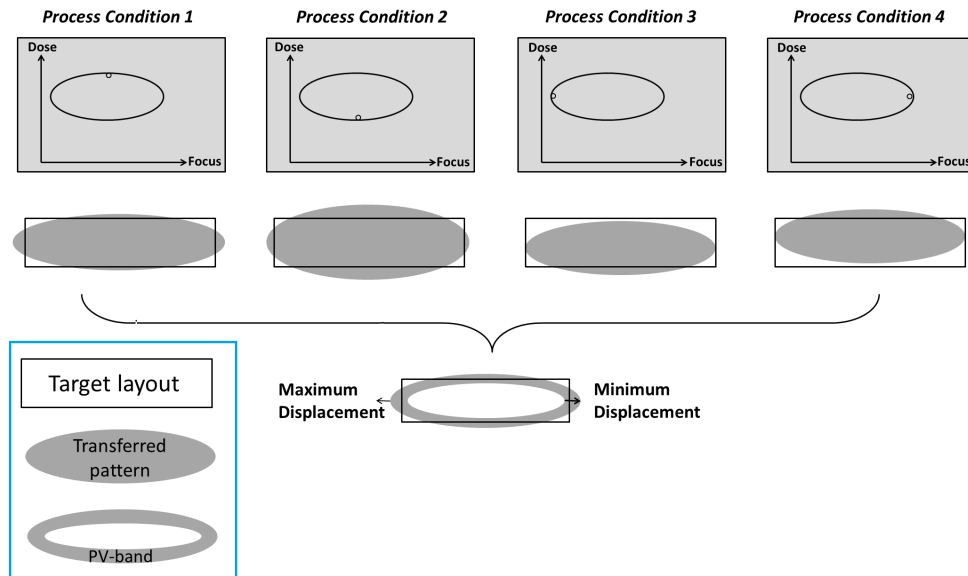 Process Condition 1
Process Condition 2
Process Condition 3
Process Condition 4
Dose
Focus
Dose
Focus
Dose
Focus
Dose
Focus
Maximum
Displacement
Minimum
Displacement
Target layout
Transferred
pattern
PV-band